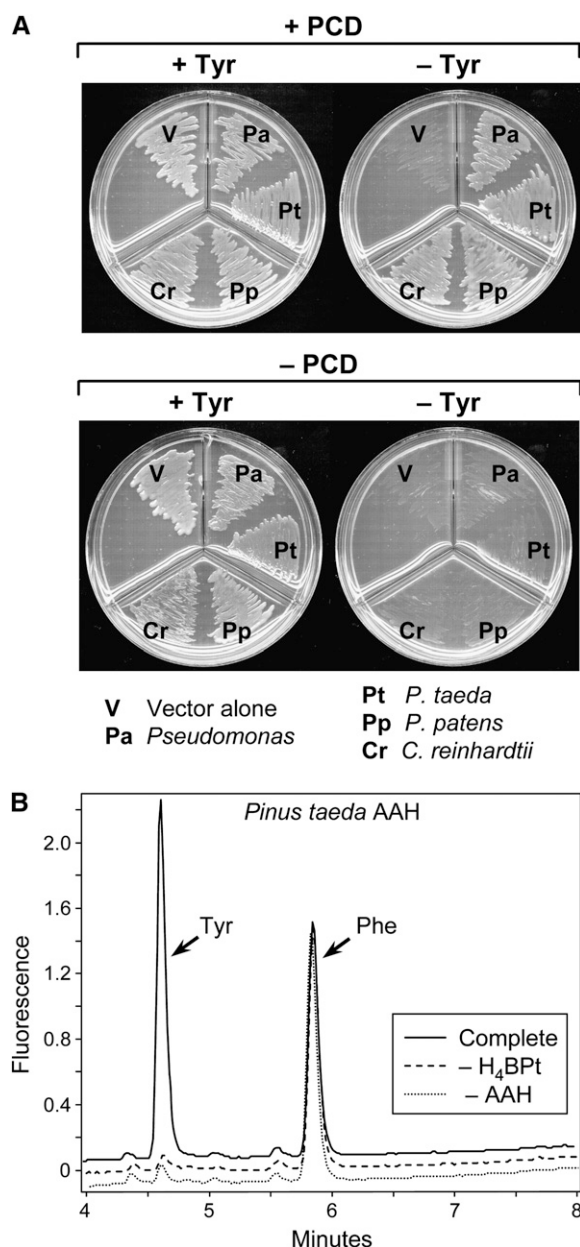 A
+ PCD
+ Tyr – Tyr
V Pa Pt Cr Pp
V Pa Pt Cr Pp
– PCD
+ Tyr – Tyr
V Pa Pt Cr Pp
V Pa Pt Cr Pp
V Vector alone
Pa Pseudomonas
Pt P. taeda
Pp P. patens
Cr C. reinhardtii
B
Pinus taeda AAH
Fluorescence
2.0
1.6
1.2
0.8
0.4
0
Tyr
Phe
Complete
– H₄BPt
– AAH
4 5 6 7 8
Minutes